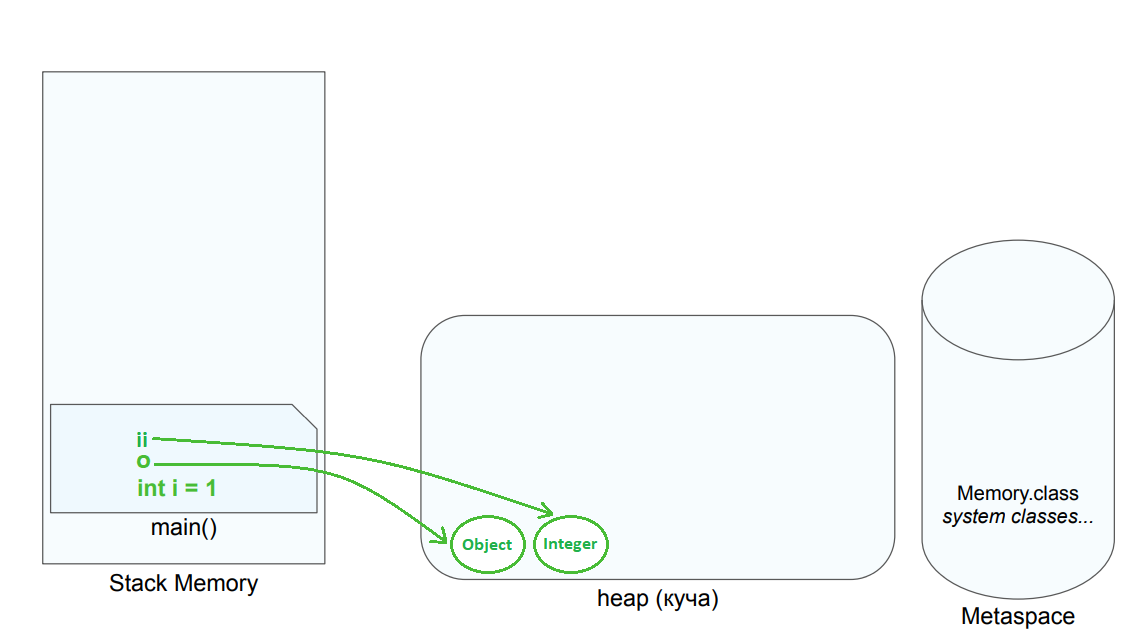 ii
o
int i = 1
main()
Stack Memory
Object
Integer
heap (куча)
Memory.class
system classes...
Metaspace